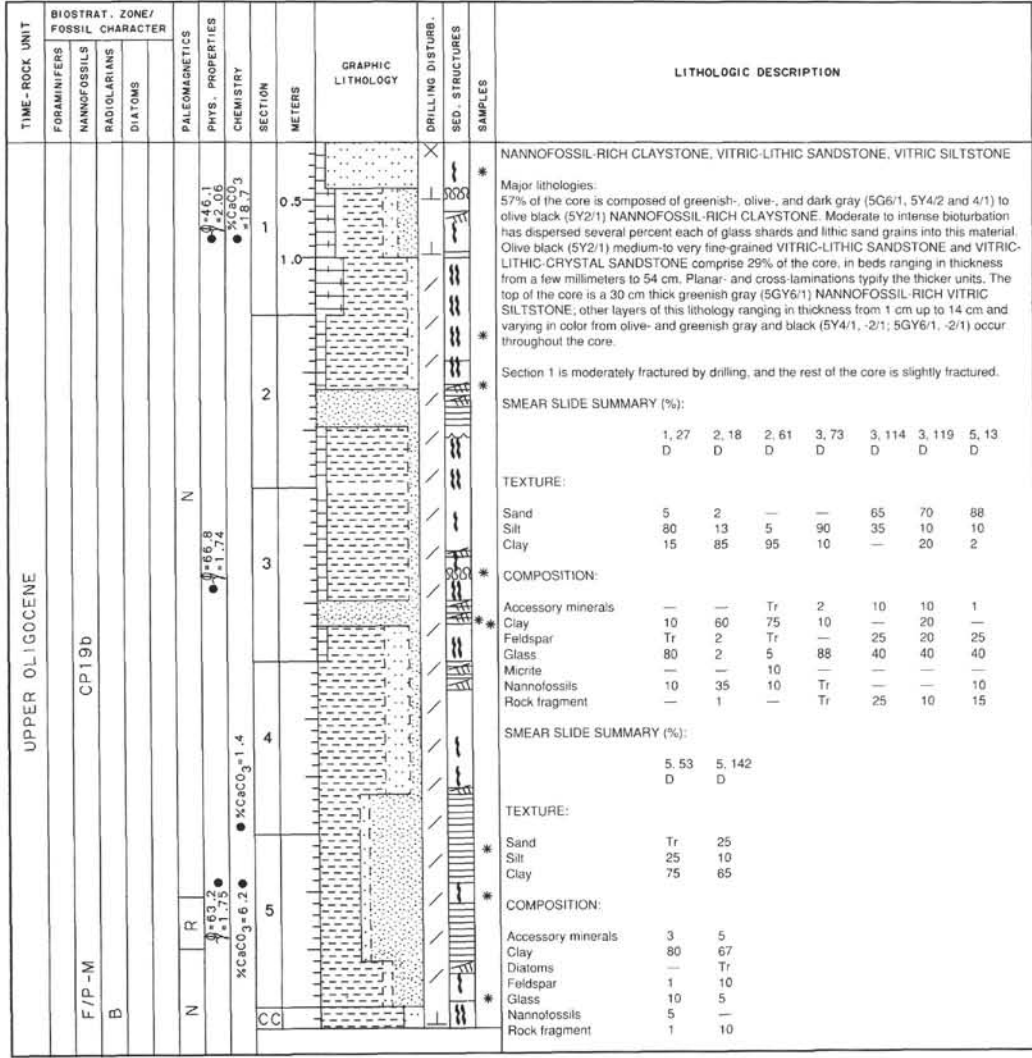 TIME-ROCK UNIT
BIOSTRAT. ZONE/
FOSSIL CHARACTER
FORAMINIFERS
NANNOFOSSILS
RADIOLARIANS
DIATOMS
PALEOMAGNETICS
PHYS. PROPERTIES
CHEMISTRY
SECTION
METERS
GRAPHIC
LITHOLOGY
DRILLING DISTURB.
SED. STRUCTURES
SAMPLES
LITHOLOGIC DESCRIPTION
UPPER OLIGOCENE
CP19b
F/P-M
B
N
R
N
φ=46.1
γ=2.06
%CaCO3
=18.7
φ=66.8
γ=1.74
%CaCO3=1.4
φ=63.2
γ=1.75
%CaCO3=6.2
1
0.5
1.0
2
3
4
5
CC
NANNOFOSSIL-RICH CLAYSTONE, VITRIC-LITHIC SANDSTONE, VITRIC SILTSTONE
Major lithologies:
57% of the core is composed of greenish-, olive-, and dark gray (5G6/1, 5Y4/2 and 4/1) to
olive black (5Y2/1) NANNOFOSSIL-RICH CLAYSTONE. Moderate to intense bioturbation
has dispersed several percent each of glass shards and lithic sand grains into this material.
Olive black (5Y2/1) medium-to very fine-grained VITRIC-LITHIC SANDSTONE and VITRIC-
LITHIC-CRYSTAL SANDSTONE comprise 29% of the core, in beds ranging in thickness
from a few millimeters to 54 cm. Planar- and cross-laminations typify the thicker units. The
top of the core is a 30 cm thick greenish gray (5GY6/1) NANNOFOSSIL-RICH VITRIC
SILTSTONE; other layers of this lithology ranging in thickness from 1 cm up to 14 cm and
varying in color from olive- and greenish gray and black (5Y4/1, -2/1; 5GY6/1, -2/1) occur
throughout the core.
Section 1 is moderately fractured by drilling, and the rest of the core is slightly fractured.
SMEAR SLIDE SUMMARY (%):
1, 27 2, 18 2, 61 3, 73 3, 114 3, 119 5, 13
D D D D D D D
TEXTURE:
Sand 5 2 — — 65 70 88
Silt 80 13 5 90 35 10 10
Clay 15 85 95 10 — 20 2
COMPOSITION:
Accessory minerals — — Tr 2 10 10 1
Clay 10 60 75 10 — 20 —
Feldspar Tr 2 Tr — 25 20 25
Glass 80 2 5 88 40 40 40
Micrite — — 10 — — — —
Nannofossils 10 35 10 Tr — — 10
Rock fragment — 1 — Tr 25 10 15
SMEAR SLIDE SUMMARY (%):
5, 53 5, 142
D D
TEXTURE:
Sand Tr 25
Silt 25 10
Clay 75 65
COMPOSITION:
Accessory minerals 3 5
Clay 80 67
Diatoms — Tr
Feldspar 1 10
Glass 10 5
Nannofossils 5 —
Rock fragment 1 10